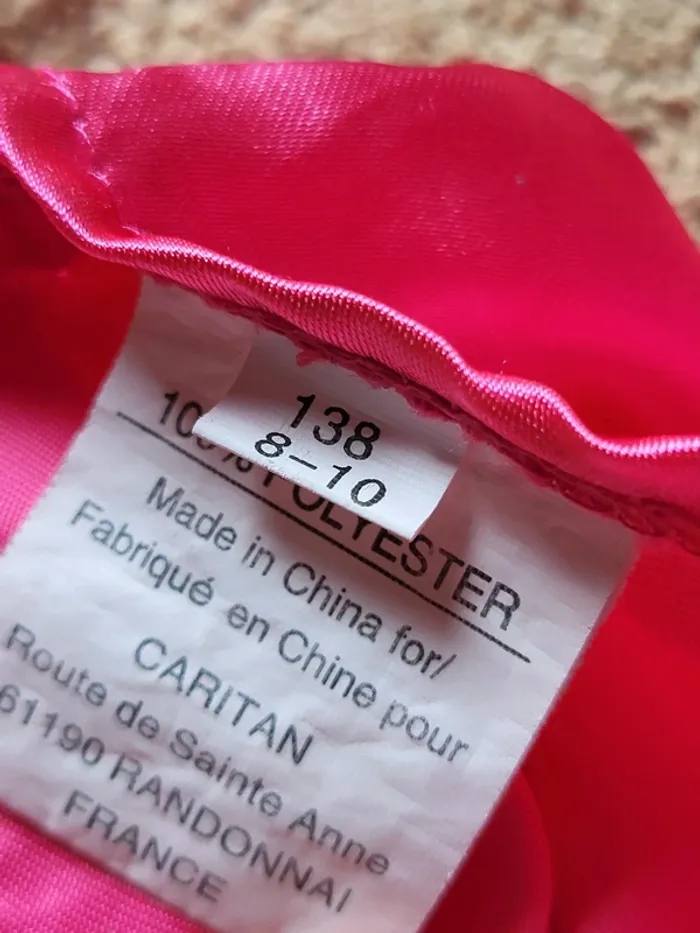 138
8-10
100% POLYESTER
Made in China for/
Fabriqué en Chine pour
CARITAN
Route de Sainte Anne
61190 RANDONNAI
FRANCE